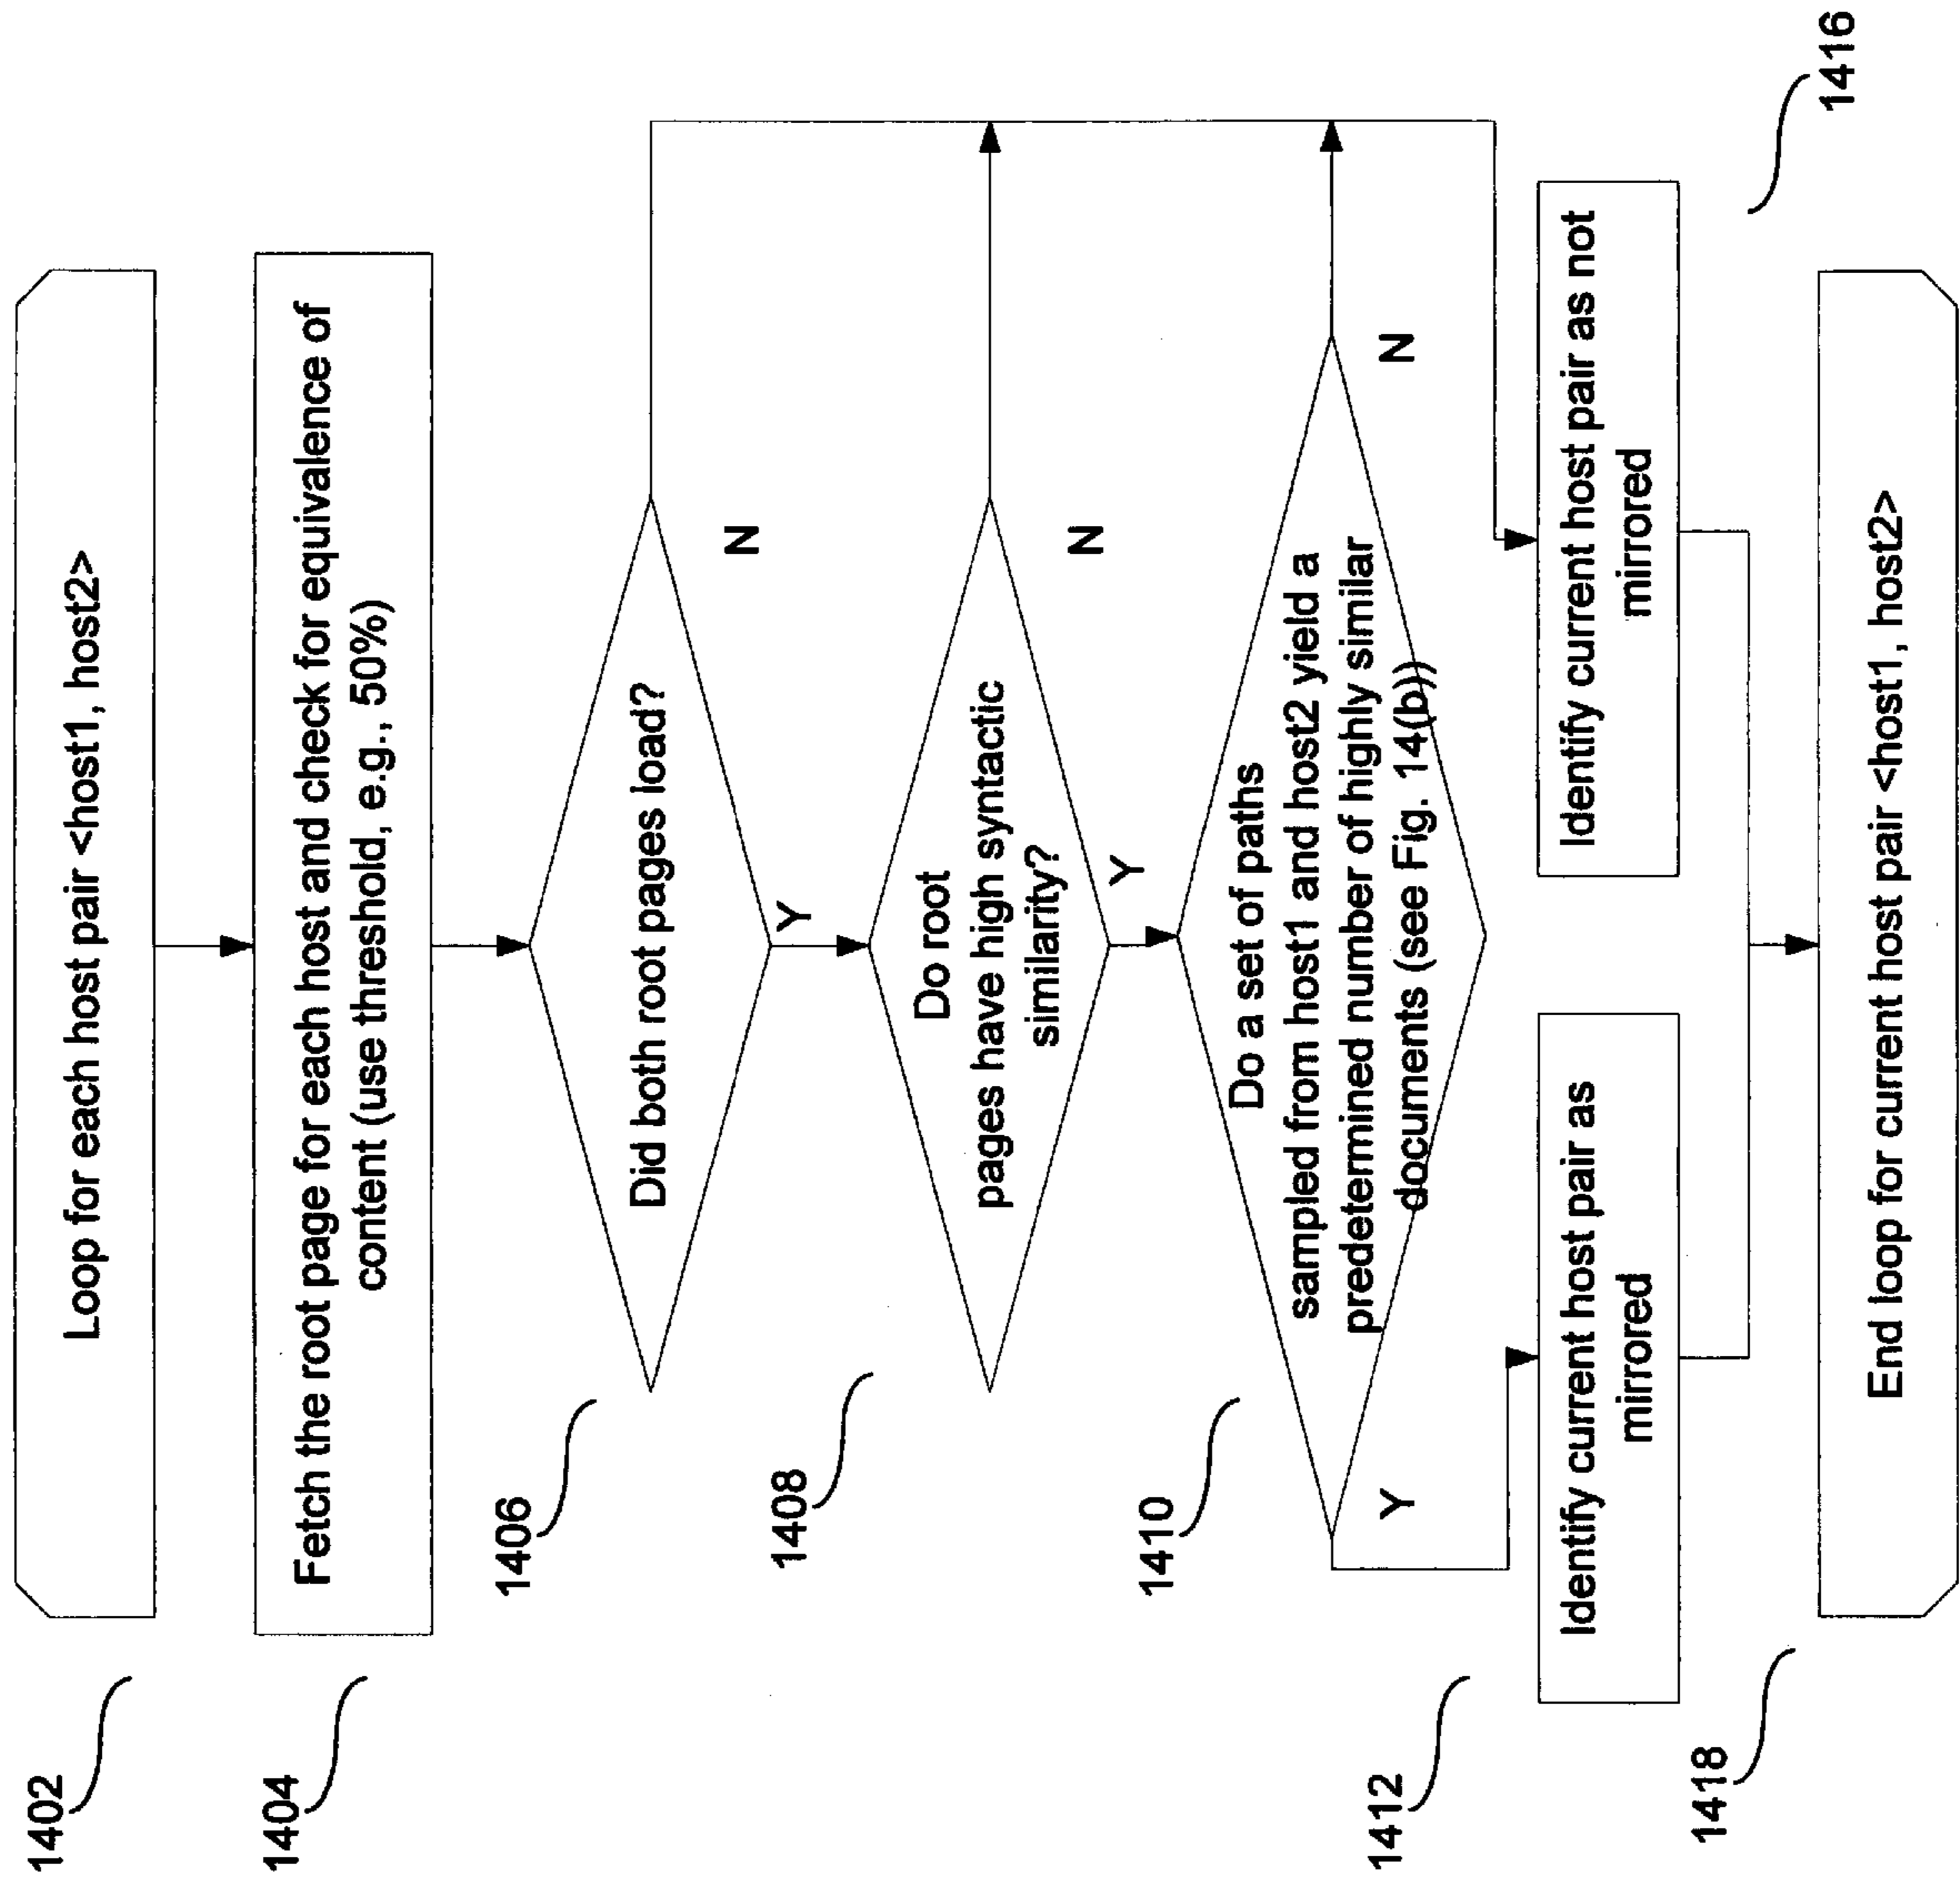 1402
Loop for each host pair <host1, host2>
1404
Fetch the root page for each host and check for equivalence of
content (use threshold, e.g., 50%)
1406
Did both root pages load?
N
Y
1408
Do root
pages have high syntactic
similarity?
N
Y
1410
Do a set of paths
sampled from host1 and host2 yield a
predetermined number of highly similar
documents (see Fig. 14(b))
Y
N
1412
Identify current host pair as
mirrored
Identify current host pair as not
mirrored
1416
1418
End loop for current host pair <host1, host2>